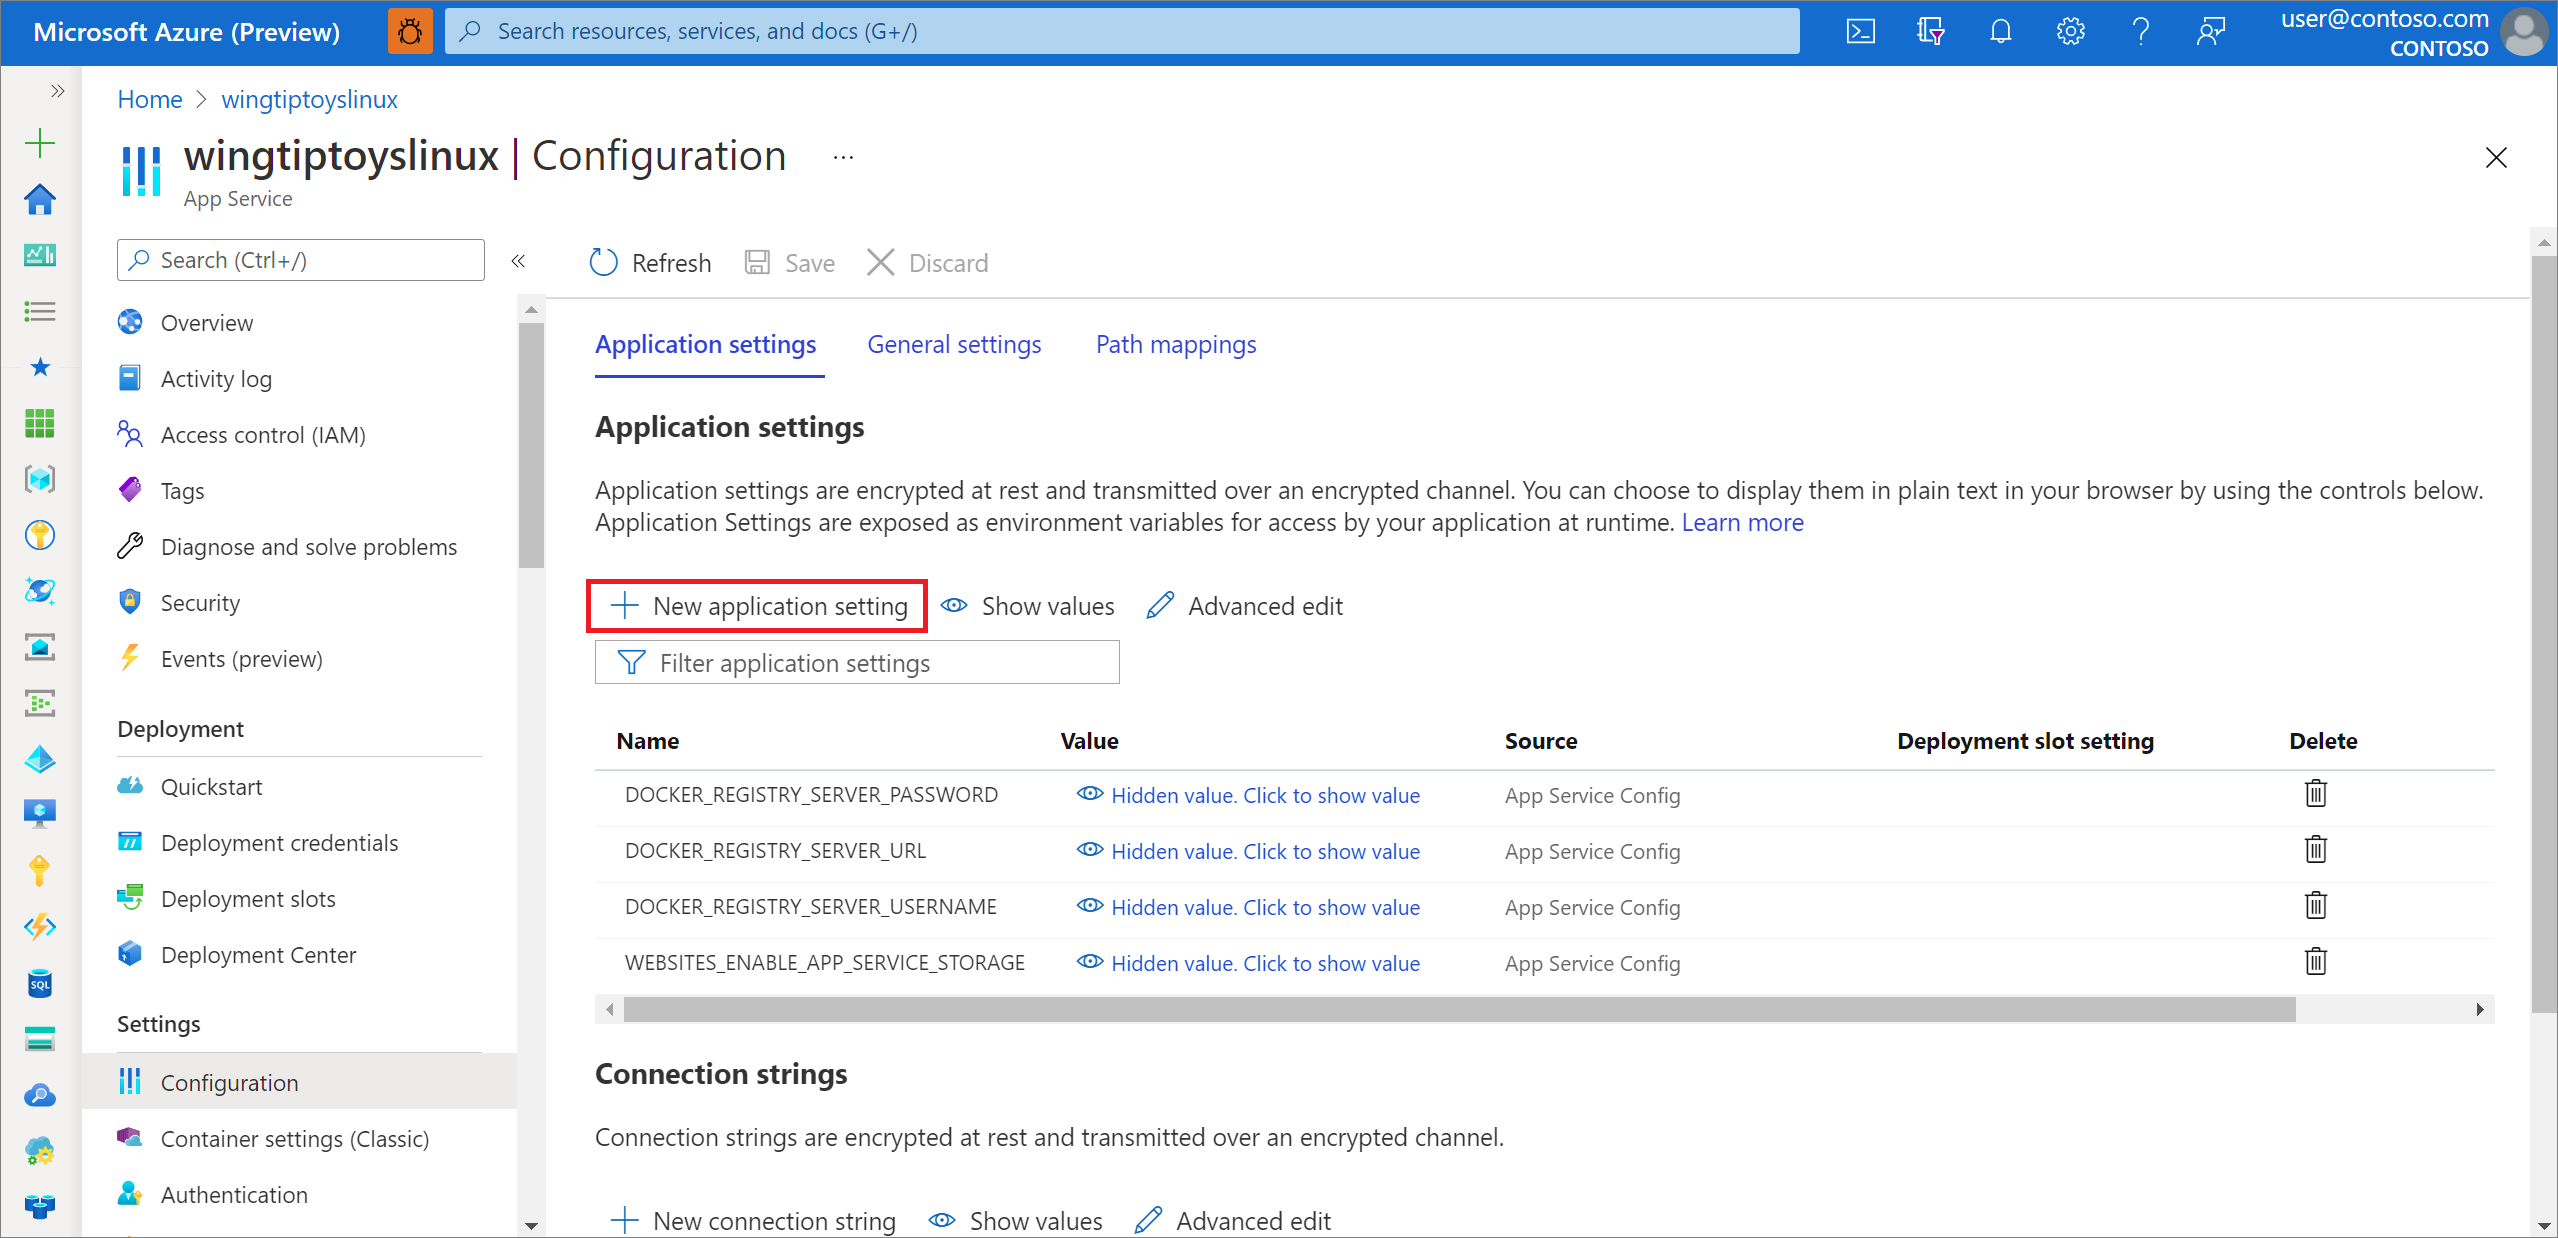 Microsoft Azure (Preview)
Search resources, services, and docs (G+/)
user@contoso.com
CONTOSO
Home > wingtiptoyslinux
wingtiptoyslinux | Configuration ...
App Service
Search (Ctrl+/)
Overview
Activity log
Access control (IAM)
Tags
Diagnose and solve problems
Security
Events (preview)
Deployment
Quickstart
Deployment credentials
Deployment slots
Deployment Center
Settings
Configuration
Container settings (Classic)
Authentication
SQL
Refresh Save Discard
Application settings General settings Path mappings
Application settings
Application settings are encrypted at rest and transmitted over an encrypted channel. You can choose to display them in plain text in your browser by using the controls below.
Application Settings are exposed as environment variables for access by your application at runtime. Learn more
New application setting Show values Advanced edit
Filter application settings
Name Value Source Deployment slot setting Delete
DOCKER_REGISTRY_SERVER_PASSWORD Hidden value. Click to show value App Service Config
DOCKER_REGISTRY_SERVER_URL Hidden value. Click to show value App Service Config
DOCKER_REGISTRY_SERVER_USERNAME Hidden value. Click to show value App Service Config
WEBSITES_ENABLE_APP_SERVICE_STORAGE Hidden value. Click to show value App Service Config
Connection strings
Connection strings are encrypted at rest and transmitted over an encrypted channel.
New connection string Show values Advanced edit